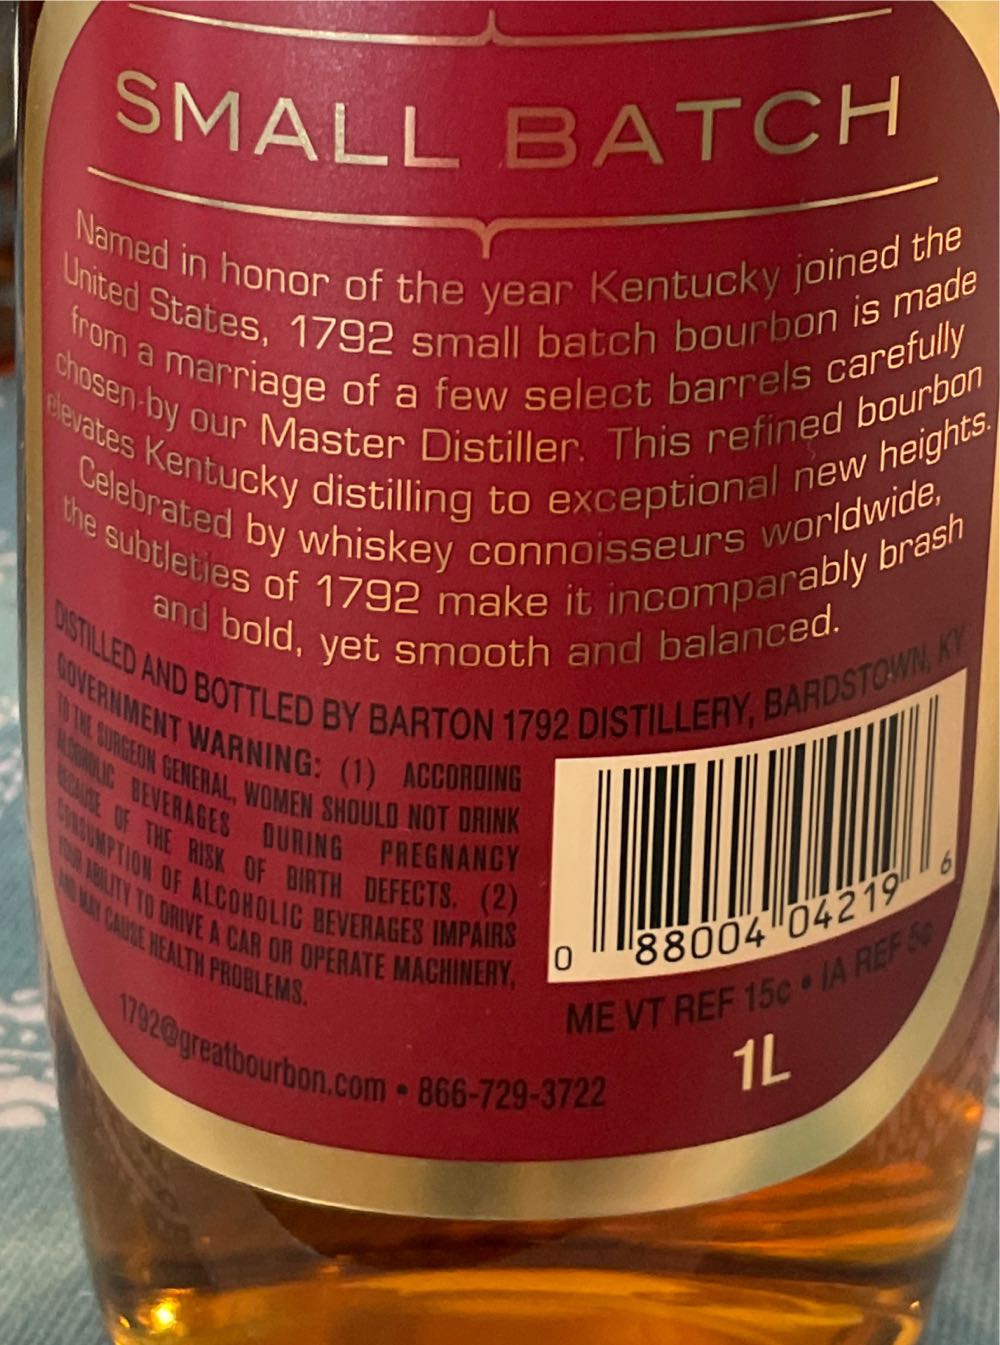 SMALL BATCH
Named in honor of the year Kentucky joined the
United States, 1792 small batch bourbon is made
from a marriage of a few select barrels carefully
chosen by our Master Distiller. This refined bourbon
elevates Kentucky distilling to exceptional new heights.
Celebrated by whiskey connoisseurs worldwide,
the subtleties of 1792 make it incomparably brash
and bold, yet smooth and balanced.
DISTILLED AND BOTTLED BY BARTON 1792 DISTILLERY, BARDSTOWN, KY
GOVERNMENT WARNING: (1) ACCORDING
TO THE SURGEON GENERAL, WOMEN SHOULD NOT DRINK
ALCOHOLIC BEVERAGES DURING PREGNANCY
BECAUSE OF THE RISK OF BIRTH DEFECTS. (2)
CONSUMPTION OF ALCOHOLIC BEVERAGES IMPAIRS
YOUR ABILITY TO DRIVE A CAR OR OPERATE MACHINERY,
AND MAY CAUSE HEALTH PROBLEMS.
0 88004 04219 6
ME VT REF 15¢ • IA REF 5¢
1L
1792@greatbourbon.com • 866-729-3722